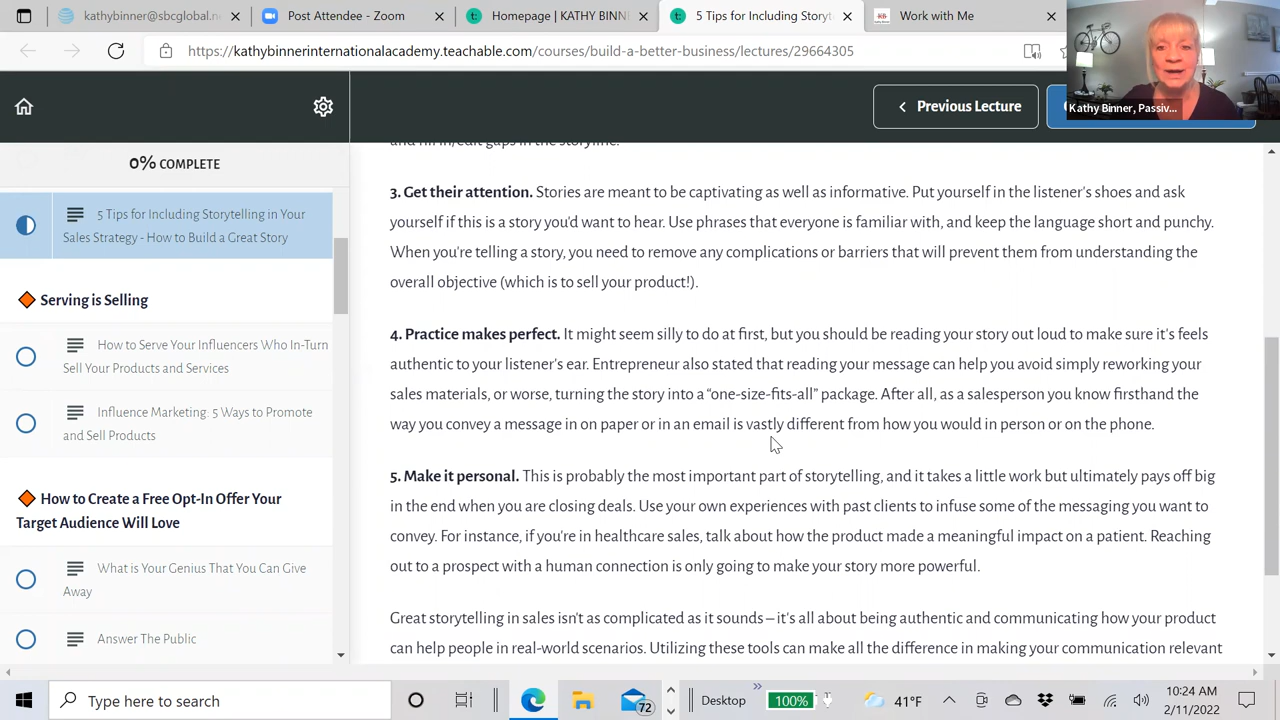 kathybinner@sbcglobal.n
Post Attendee - Zoom
Homepage | KATHY BINN
5 Tips for Including Storyt
Work with Me
https://kathybinnerinternationalacademy.teachable.com/courses/build-a-better-business/lectures/29664305
Kathy Binner, Passiv...
Previous Lecture
0% COMPLETE
5 Tips for Including Storytelling in Your
Sales Strategy - How to Build a Great Story
Serving is Selling
How to Serve Your Influencers Who In-Turn
Sell Your Products and Services
Influence Marketing: 5 Ways to Promote
and Sell Products
How to Create a Free Opt-In Offer Your
Target Audience Will Love
What is Your Genius That You Can Give
Away
Answer The Public
and fill in/edit gaps in the storyline.
3. Get their attention. Stories are meant to be captivating as well as informative. Put yourself in the listener's shoes and ask
yourself if this is a story you'd want to hear. Use phrases that everyone is familiar with, and keep the language short and punchy.
When you're telling a story, you need to remove any complications or barriers that will prevent them from understanding the
overall objective (which is to sell your product!).
4. Practice makes perfect. It might seem silly to do at first, but you should be reading your story out loud to make sure it's feels
authentic to your listener's ear. Entrepreneur also stated that reading your message can help you avoid simply reworking your
sales materials, or worse, turning the story into a “one-size-fits-all” package. After all, as a salesperson you know firsthand the
way you convey a message in on paper or in an email is vastly different from how you would in person or on the phone.
5. Make it personal. This is probably the most important part of storytelling, and it takes a little work but ultimately pays off big
in the end when you are closing deals. Use your own experiences with past clients to infuse some of the messaging you want to
convey. For instance, if you're in healthcare sales, talk about how the product made a meaningful impact on a patient. Reaching
out to a prospect with a human connection is only going to make your story more powerful.
Great storytelling in sales isn't as complicated as it sounds – it's all about being authentic and communicating how your product
can help people in real-world scenarios. Utilizing these tools can make all the difference in making your communication relevant
Type here to search
72
Desktop
100%
41°F
10:24 AM
2/11/2022